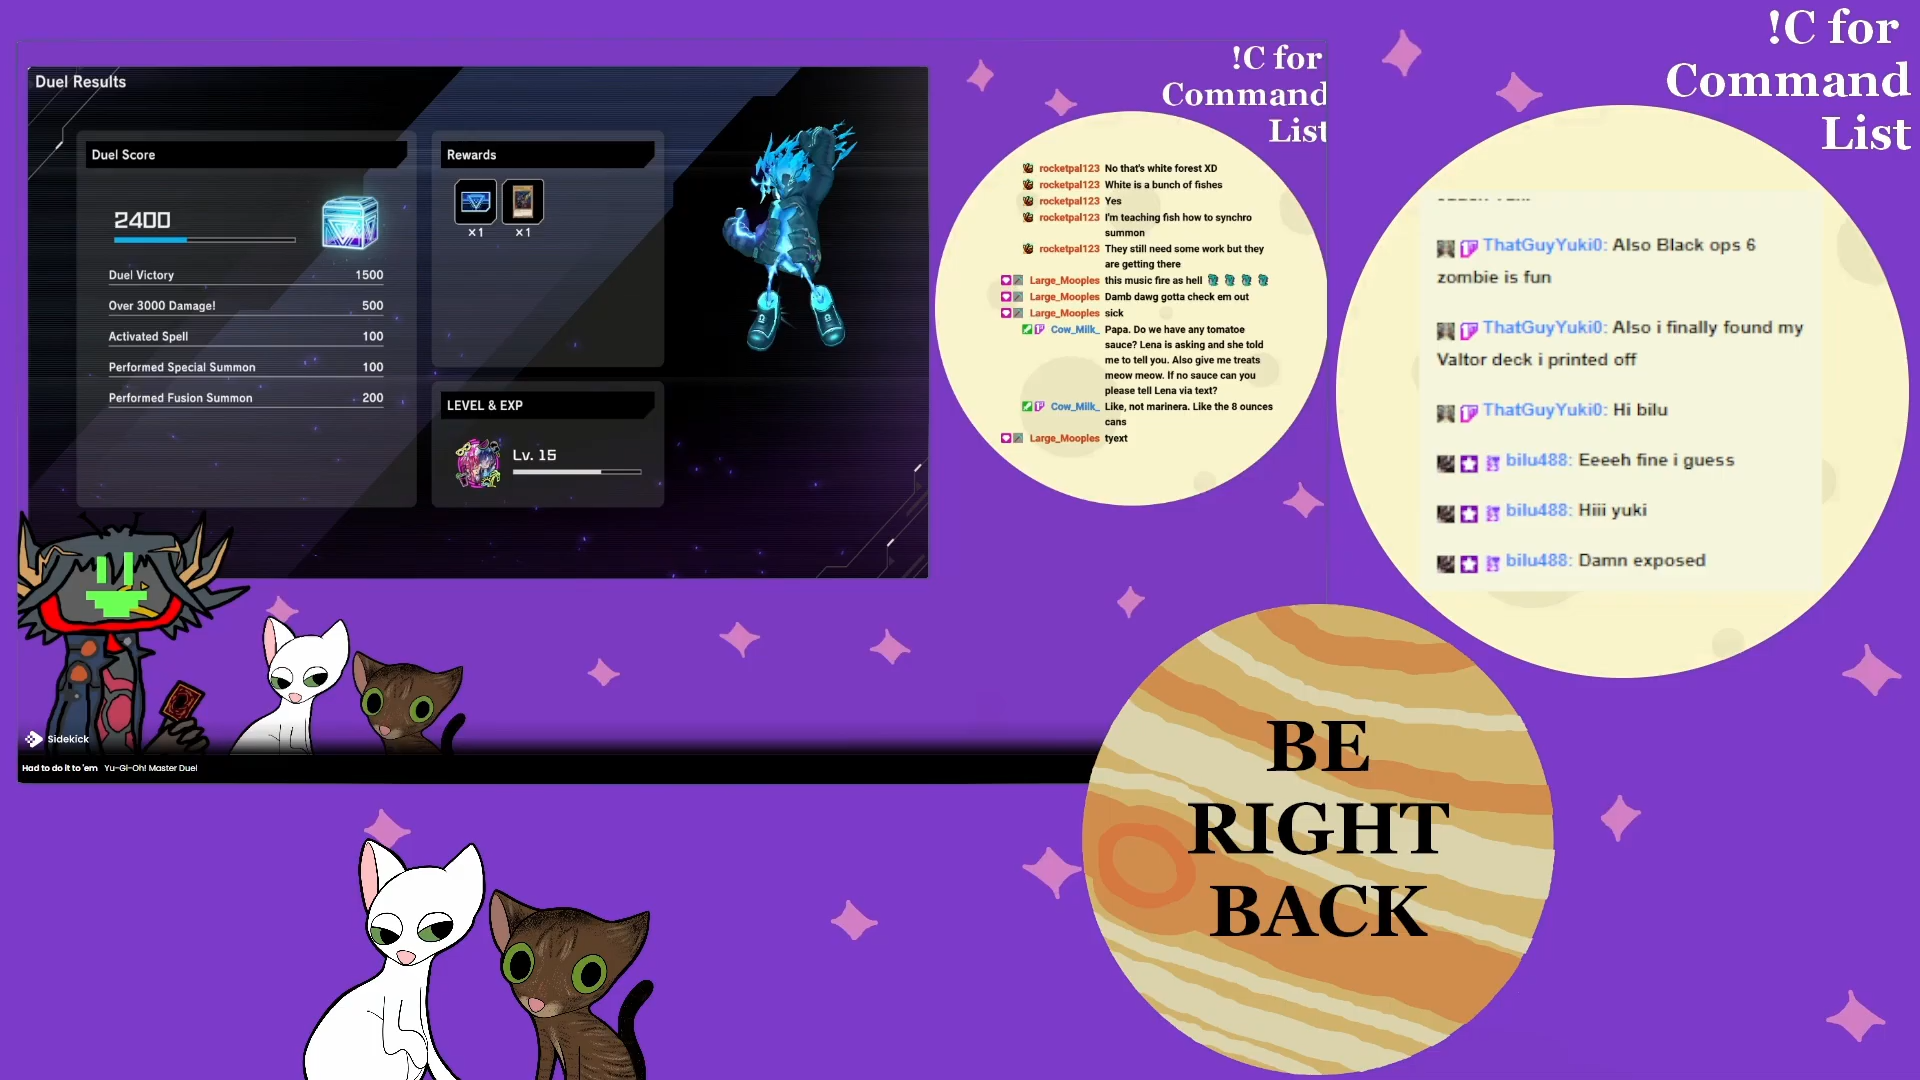 !C for
Command
List
Duel Results
Duel Score
2400
Duel Victory 1500
Over 3000 Damage! 500
Activated Spell 100
Performed Special Summon 100
Performed Fusion Summon 200
Rewards
×1 ×1
LEVEL & EXP
Lv. 15
!C for
Command
List
rocketpal123 No that's white forest XD
rocketpal123 White is a bunch of fishes
rocketpal123 Yes
rocketpal123 I'm teaching fish how to synchro
summon
rocketpal123 They still need some work but they
are getting there
Large_Mooples this music fire as hell
Large_Mooples Damb dawg gotta check em out
Large_Mooples sick
Cow_Milk_ Papa. Do we have any tomatoe
sauce? Lena is asking and she told
me to tell you. Also give me treats
meow meow. If no sauce can you
please tell Lena via text?
Cow_Milk_ Like, not marinera. Like the 8 ounces
cans
Large_Mooples tyext
ThatGuyYuki0: Also Black ops 6
zombie is fun
ThatGuyYuki0: Also i finally found my
Valtor deck i printed off
ThatGuyYuki0: Hi bilu
bilu488: Eeeeh fine i guess
bilu488: Hiii yuki
bilu488: Damn exposed
Sidekick
Had to do it to 'em Yu-Gi-Oh! Master Duel
BE
RIGHT
BACK